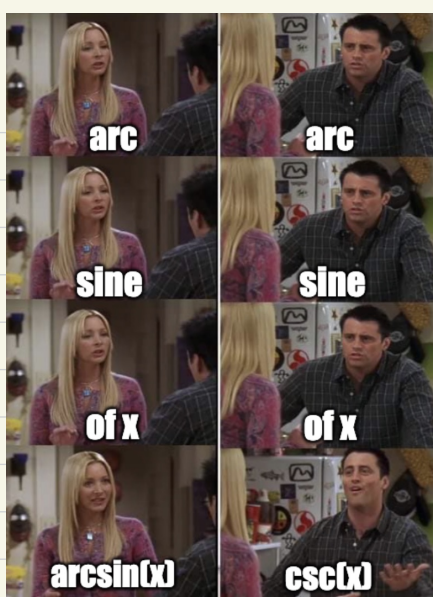 arc
arc
sine
sine
of x
of x
arcsin(x)
csc(x)